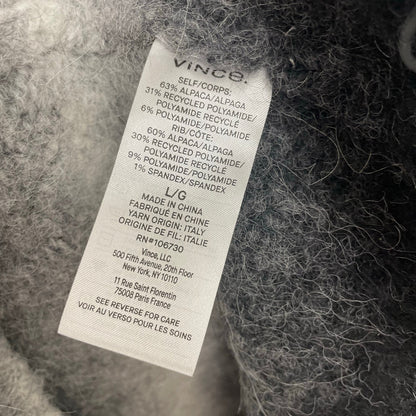 VINCE.
SELF/CORPS:
63% ALPACA/ALPAGA
31% RECYCLED POLYAMIDE/
POLYAMIDE RECYCLÉ
6% POLYAMIDE/POLYAMIDE
RIB/CÔTE:
60% ALPACA/ALPAGA
30% RECYCLED POLYAMIDE/
POLYAMIDE RECYCLÉ
9% POLYAMIDE/POLYAMIDE
1% SPANDEX/SPANDEX
L/G
MADE IN CHINA
FABRIQUÉ EN CHINE
YARN ORIGIN: ITALY
ORIGINE DE FIL: ITALIE
RN#106730
Vince, LLC
500 Fifth Avenue, 20th Floor
New York, NY 10110
11 Rue Saint Florentin
75008 Paris France
SEE REVERSE FOR CARE
VOIR AU VERSO POUR LES SOINS